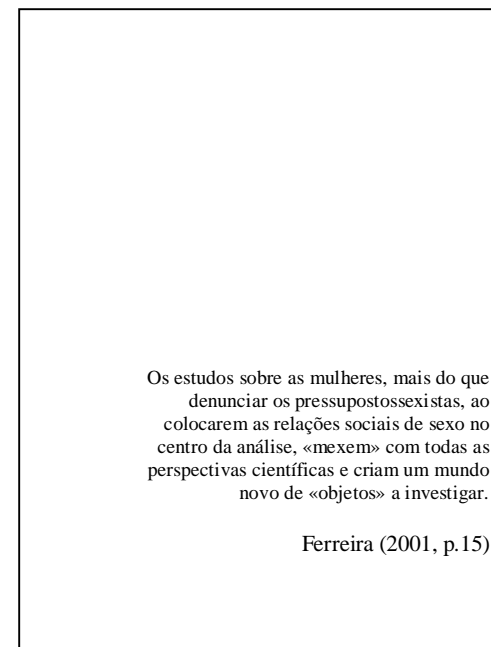 Os estudos sobre as mulheres, mais do que
denunciar os pressupostossexistas, ao
colocarem as relações sociais de sexo no
centro da análise, «mexem» com todas as
perspectivas científicas e criam um mundo
novo de «objetos» a investigar.
Ferreira (2001, p.15)